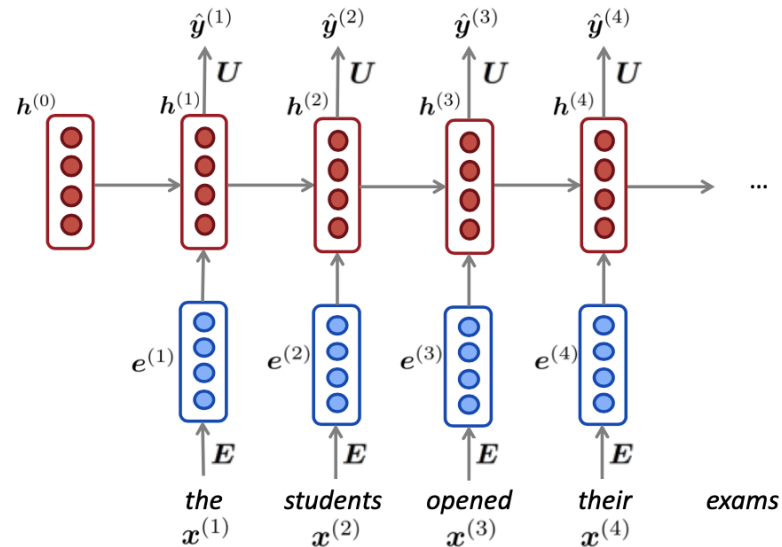 ŷ⁽¹⁾ ŷ⁽²⁾ ŷ⁽³⁾ ŷ⁽⁴⁾
U U U U
h⁽⁰⁾ h⁽¹⁾ h⁽²⁾ h⁽³⁾ h⁽⁴⁾
...
e⁽¹⁾ e⁽²⁾ e⁽³⁾ e⁽⁴⁾
E E E E
the students opened their exams
x⁽¹⁾ x⁽²⁾ x⁽³⁾ x⁽⁴⁾